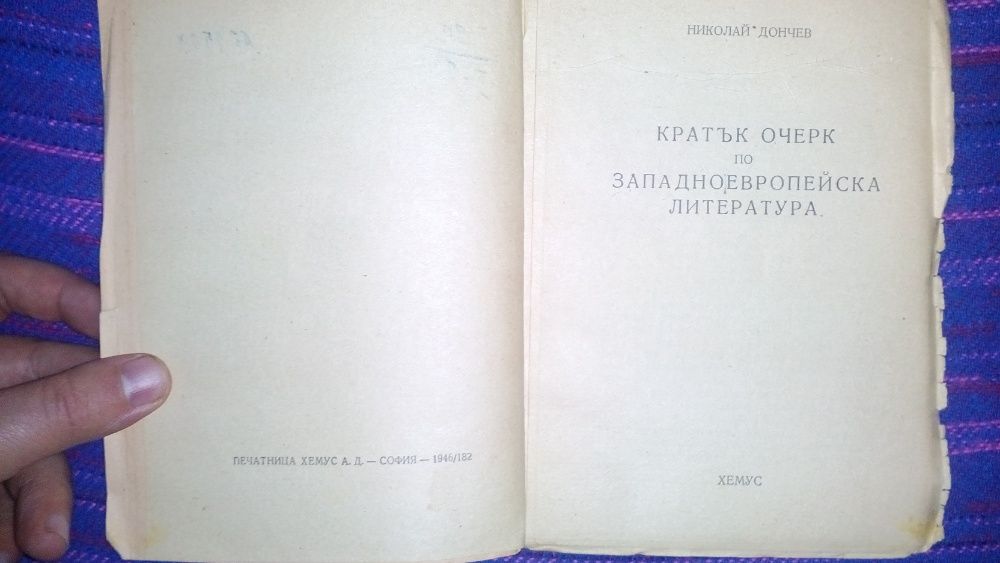 ПЕЧАТНИЦА ХЕМУС А. Д. — СОФИЯ — 1946/182
НИКОЛАЙ ДОНЧЕВ
КРАТЪК ОЧЕРК
ПО
ЗАПАДНОЕВРОПЕЙСКА
ЛИТЕРАТУРА
ХЕМУС